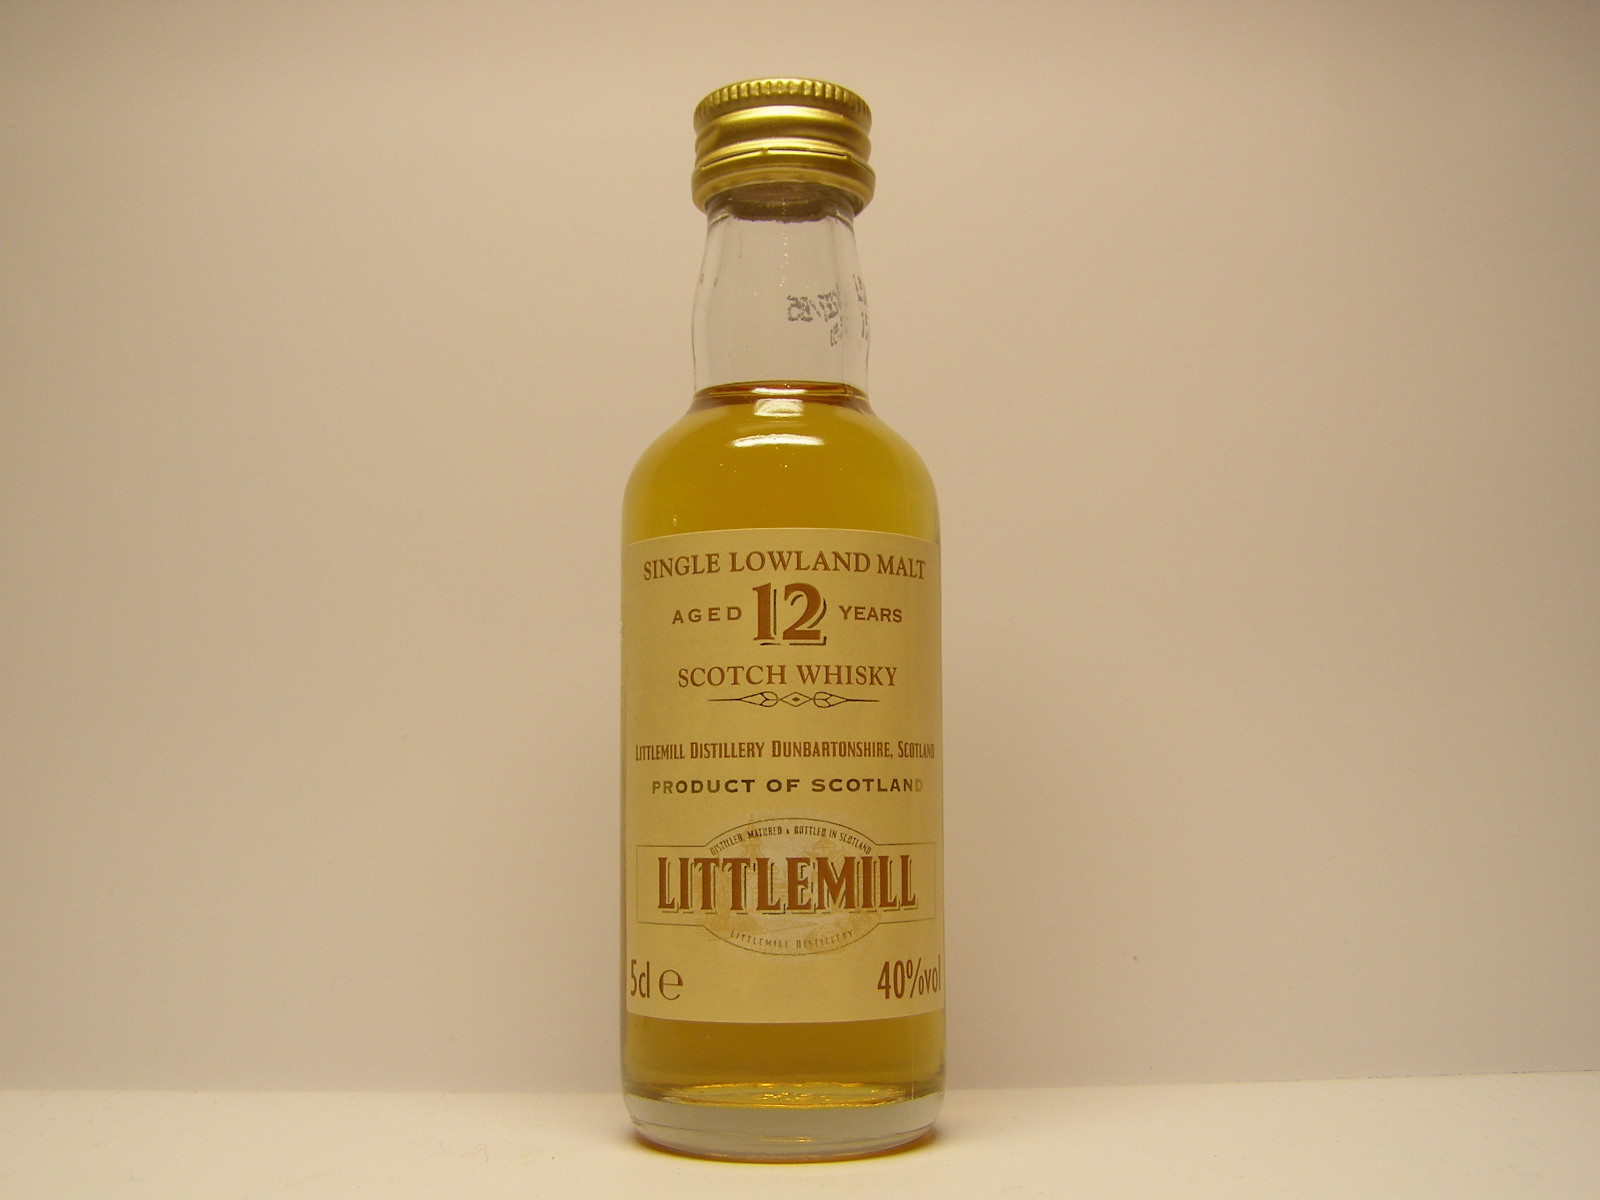 SINGLE LOWLAND MALT
AGED 12 YEARS
SCOTCH WHISKY
LITTLEMILL DISTILLERY DUNBARTONSHIRE, SCOTLAND
PRODUCT OF SCOTLAND
DISTILLED, MATURED & BOTTLED IN SCOTLAND
LITTLEMILL
LITTLEMILL DISTILLERY
5cl ℮ 40%vol